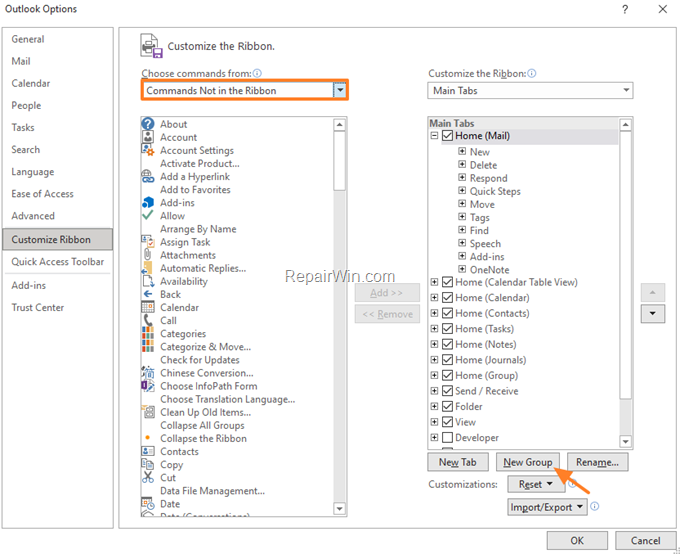 Outlook Options
?
General
Mail
Calendar
People
Tasks
Search
Language
Ease of Access
Advanced
Customize Ribbon
Quick Access Toolbar
Add-ins
Trust Center
Customize the Ribbon.
Choose commands from:
Commands Not in the Ribbon
About
Account
Account Settings
Activate Product...
Add a Hyperlink
Add to Favorites
Add-ins
Allow
Arrange By Name
Assign Task
Attachments
Automatic Replies...
Availability
Back
Calendar
Call
Categories
Categorize & Move...
Check for Updates
Chinese Conversion...
Choose InfoPath Form
Choose Translation Language...
Clean Up Old Items...
Collapse All Groups
Collapse the Ribbon
Contacts
Copy
Cut
Data File Management...
Date
Date (Conversations)
RepairWin.com
Add >>
<< Remove
Customize the Ribbon:
Main Tabs
Main Tabs
Home (Mail)
New
Delete
Respond
Quick Steps
Move
Tags
Find
Speech
Add-ins
OneNote
Home (Calendar Table View)
Home (Calendar)
Home (Contacts)
Home (Tasks)
Home (Notes)
Home (Journals)
Home (Group)
Send / Receive
Folder
View
Developer
New Tab
New Group
Rename...
Customizations:
Reset
Import/Export
OK
Cancel